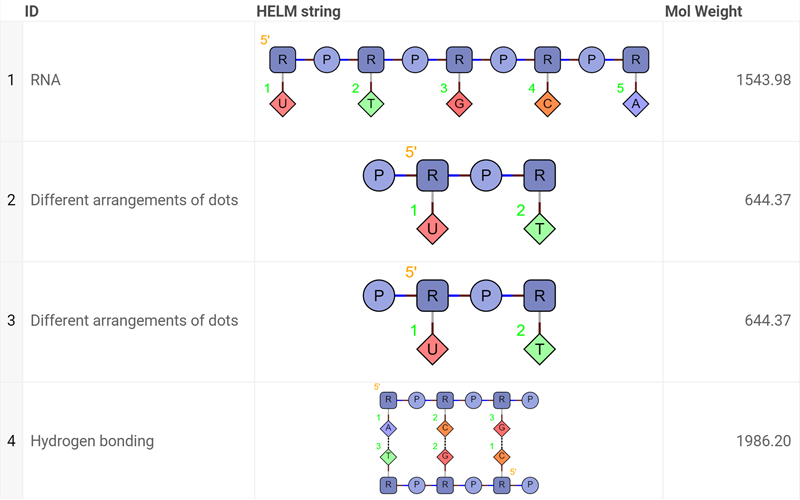 ID HELM string Mol Weight
5'
R P R P R P R P R
1 RNA 1543.98
1 2 3 4 5
U T G C A
5'
P R P R
2 Different arrangements of dots 644.37
1 2
U T
5'
P R P R
3 Different arrangements of dots 644.37
1 2
U T
5'
R P R P R P
1 2 3
A C G
4 Hydrogen bonding 1986.20
3 2 1
T G C
5'
R P R P R P